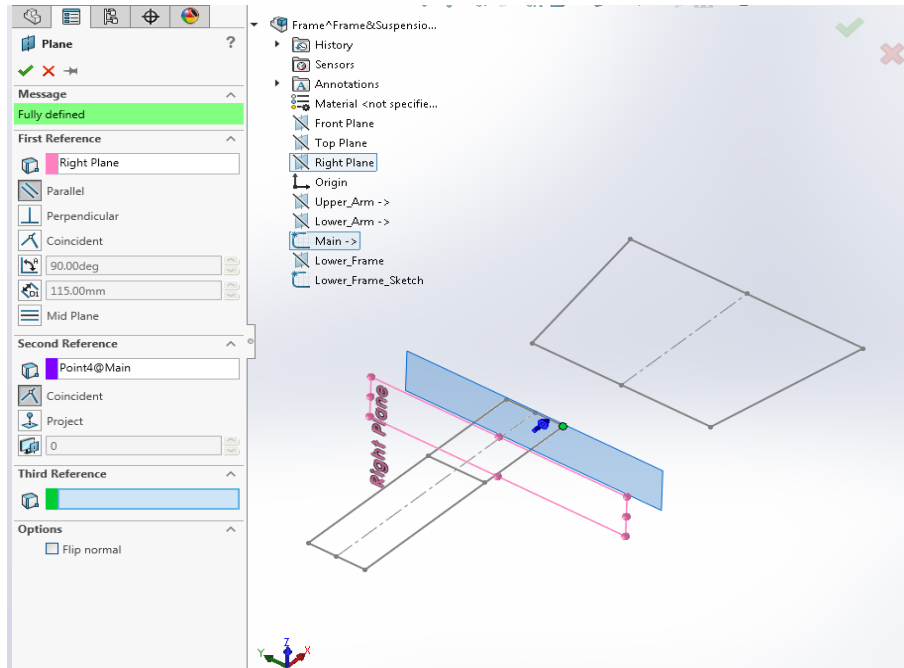 Plane
?
Message
Fully defined
First Reference
Right Plane
Parallel
Perpendicular
Coincident
90.00deg
D1
115.00mm
Mid Plane
Second Reference
Point4@Main
Coincident
Project
0
Third Reference
Options
Flip normal
Frame^Frame&Suspensio...
History
Sensors
A
Annotations
Material <not specifie...
Front Plane
Top Plane
Right Plane
Origin
Upper_Arm ->
Lower_Arm ->
Main ->
Lower_Frame
Lower_Frame_Sketch
Right Plane
Z
Y
X